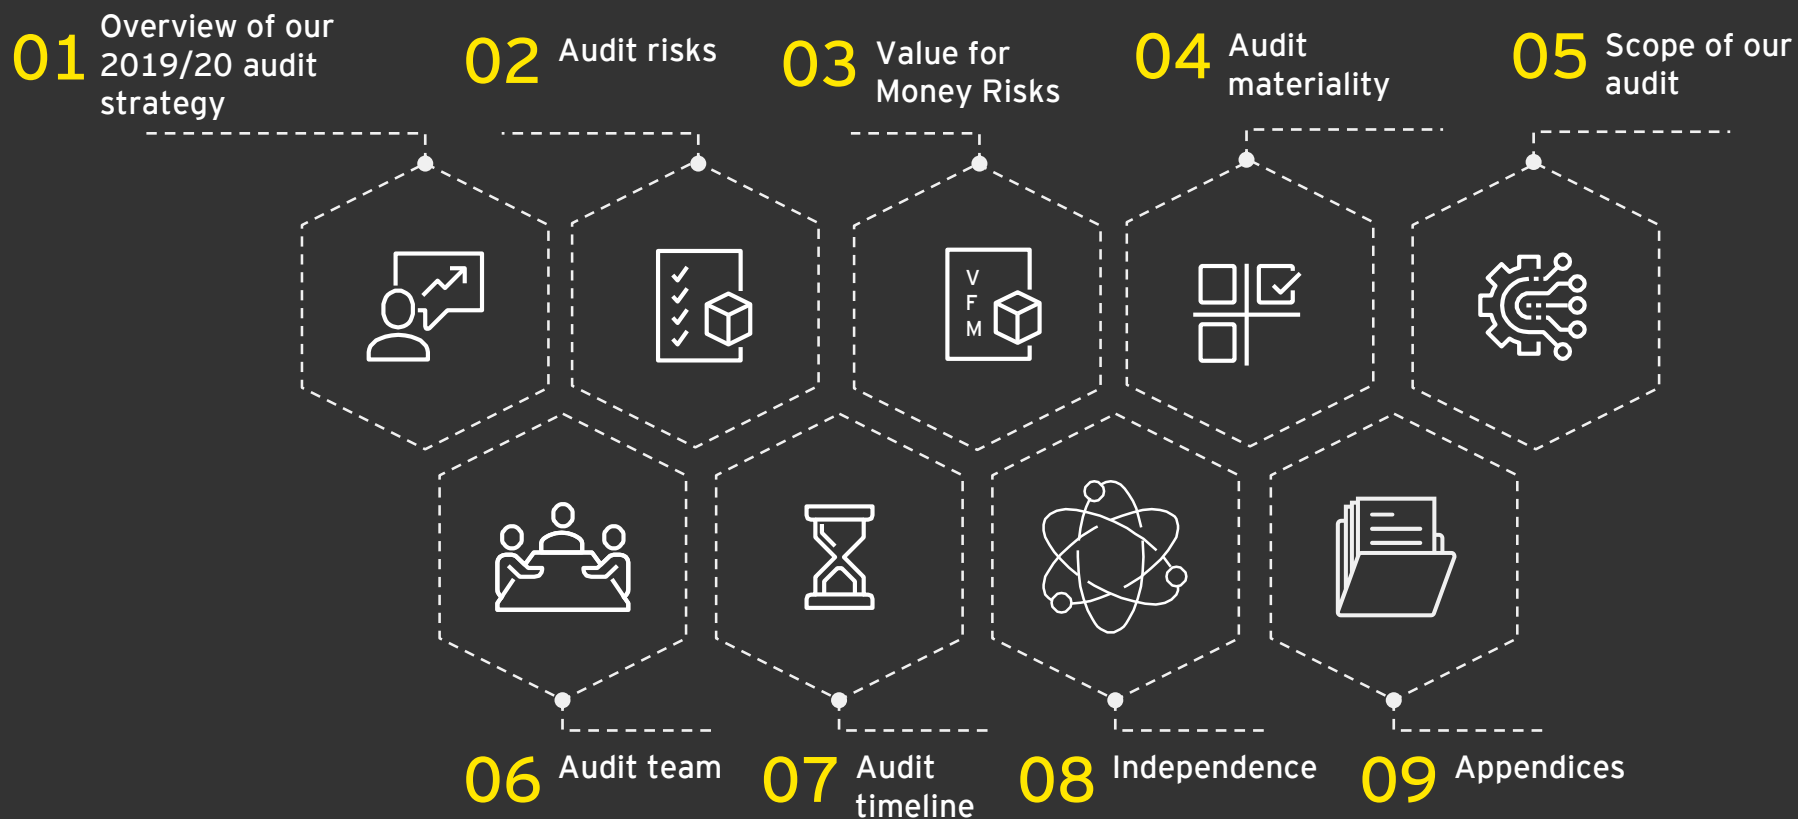 01
Overview of our
2019/20 audit
strategy
02
Audit risks
03
Value for
Money Risks
04
Audit
materiality
05
Scope of our
audit
V
F
M
06
Audit team
07
Audit
timeline
08
Independence
09
Appendices